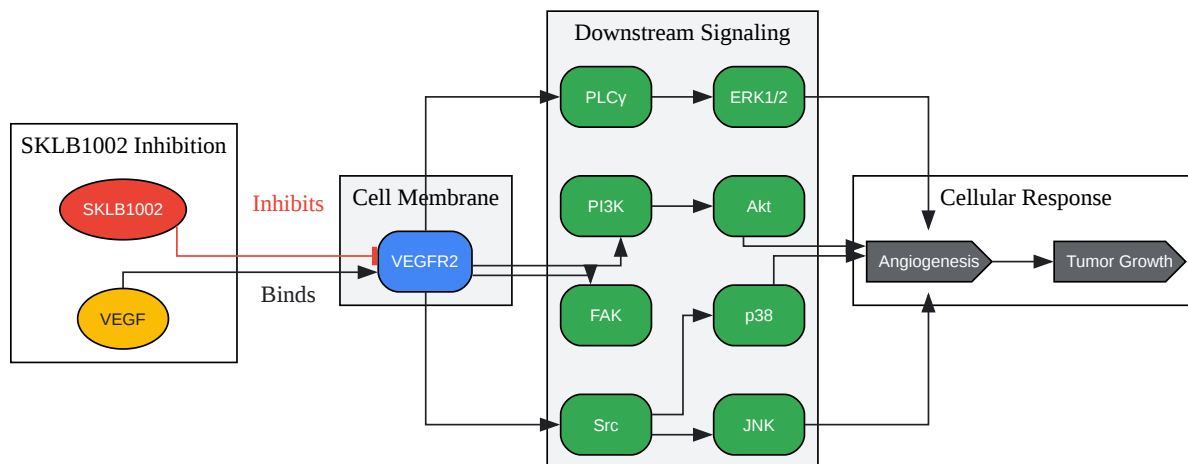 SKLB1002 Inhibition
SKLB1002
VEGF
Inhibits
Binds
Cell Membrane
VEGFR2
Downstream Signaling
PLCγ
ERK1/2
PI3K
Akt
FAK
p38
Src
JNK
Cellular Response
Angiogenesis
Tumor Growth